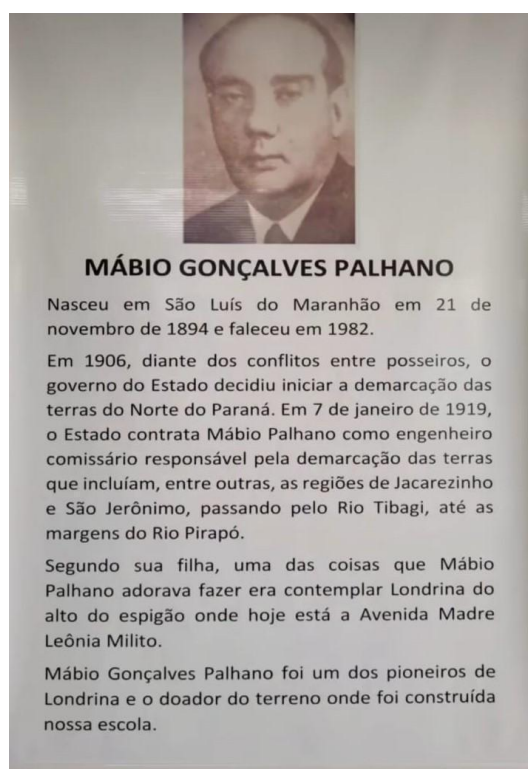 MÁBIO GONÇALVES PALHANO
Nasceu em São Luís do Maranhão em 21 de
novembro de 1894 e faleceu em 1982.
Em 1906, diante dos conflitos entre posseiros, o
governo do Estado decidiu iniciar a demarcação das
terras do Norte do Paraná. Em 7 de janeiro de 1919,
o Estado contrata Mábio Palhano como engenheiro
comissário responsável pela demarcação das terras
que incluíam, entre outras, as regiões de Jacarezinho
e São Jerônimo, passando pelo Rio Tibagi, até as
margens do Rio Pirapó.
Segundo sua filha, uma das coisas que Mábio
Palhano adorava fazer era contemplar Londrina do
alto do espigão onde hoje está a Avenida Madre
Leônia Milito.
Mábio Gonçalves Palhano foi um dos pioneiros de
Londrina e o doador do terreno onde foi construída
nossa escola.